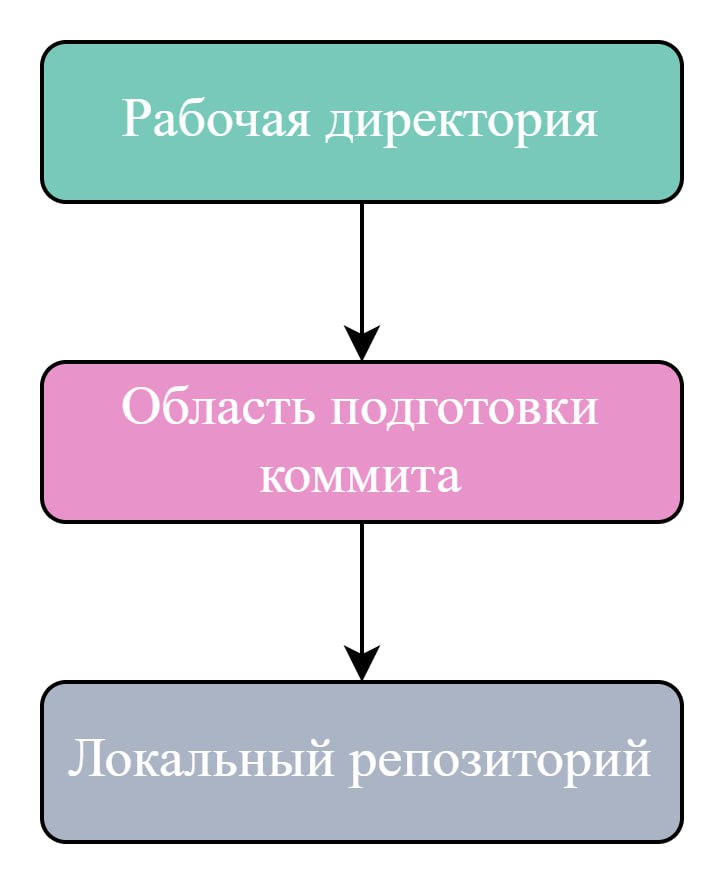 Рабочая директория
Область подготовки
коммита
Локальный репозиторий